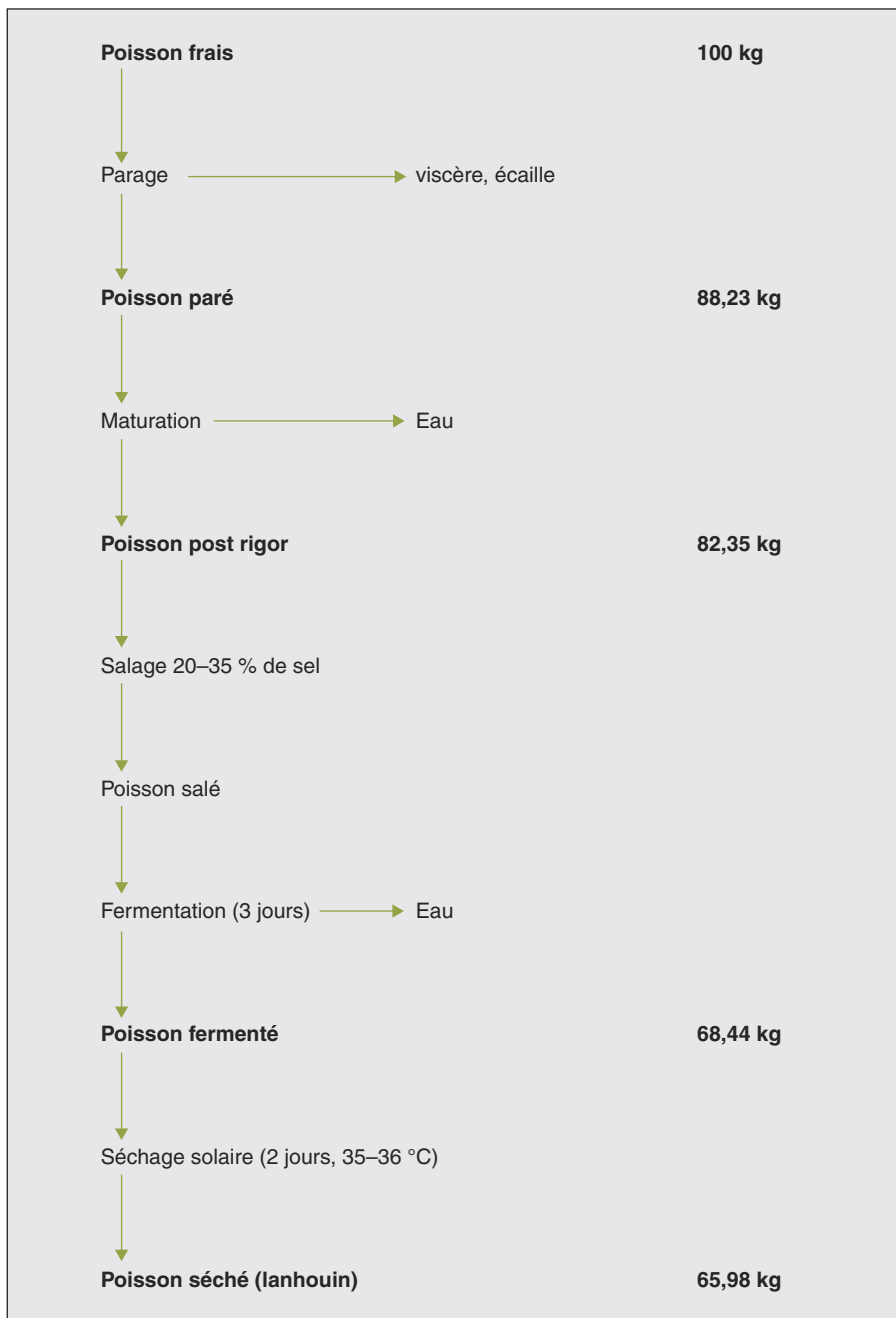 Poisson frais 100 kg
Parage viscère, écaille
Poisson paré 88,23 kg
Maturation Eau
Poisson post rigor 82,35 kg
Salage 20–35 % de sel
Poisson salé
Fermentation (3 jours) Eau
Poisson fermenté 68,44 kg
Séchage solaire (2 jours, 35–36 °C)
Poisson séché (lanhouin) 65,98 kg